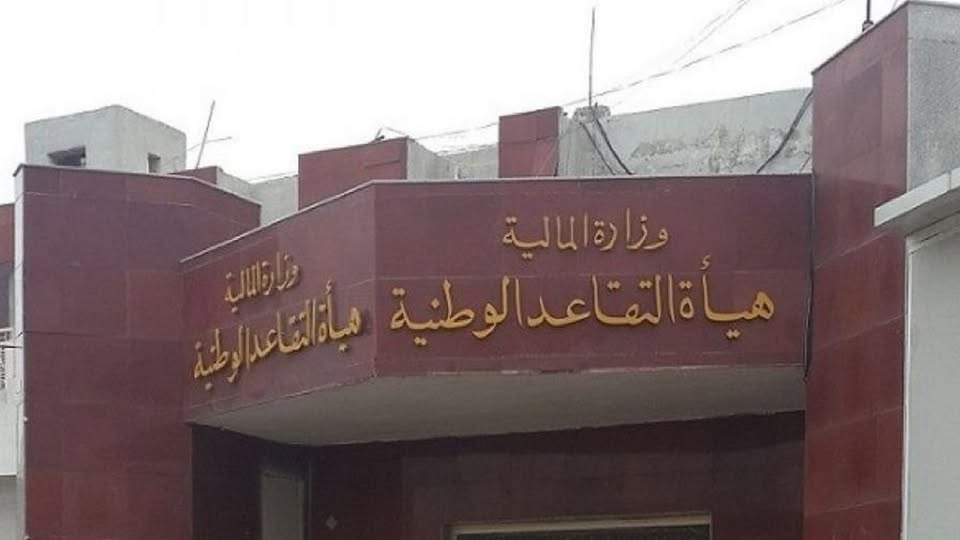 وزارة المالية
هيأة التقاعد الوطنية
وزارة المالية
هيأة التقاعد الوطنية